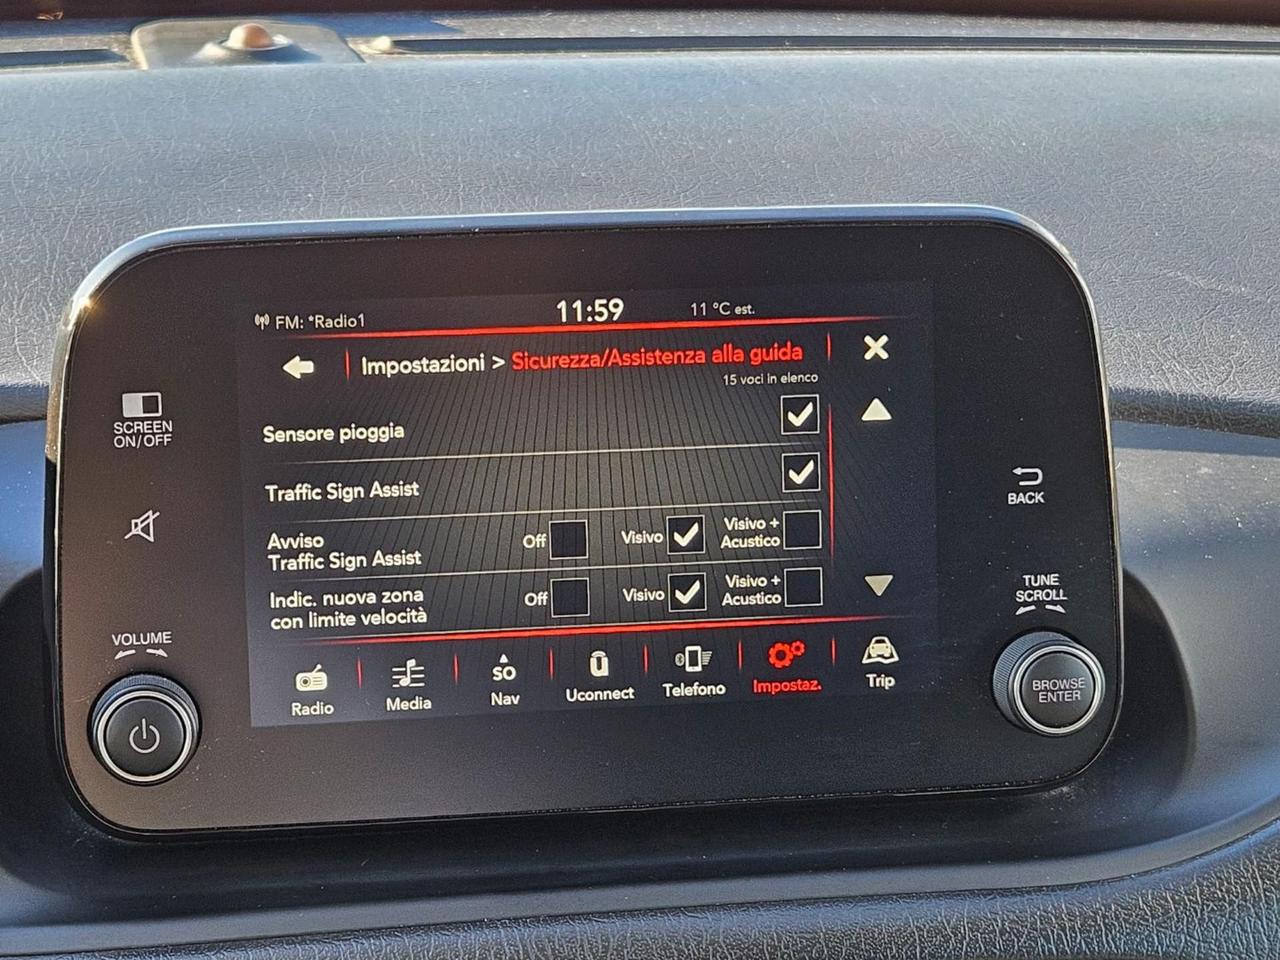 FM: *Radio1
11:59
11 °C est.
Impostazioni > Sicurezza/Assistenza alla guida
15 voci in elenco
Sensore pioggia
Traffic Sign Assist
Avviso
Traffic Sign Assist
Off
Visivo
Visivo +
Acustico
Indic. nuova zona
con limite velocità
Off
Visivo
Visivo +
Acustico
Radio
Media
SO
Nav
Uconnect
Telefono
Impostaz.
Trip
SCREEN
ON/OFF
VOLUME
BACK
TUNE
SCROLL
BROWSE
ENTER